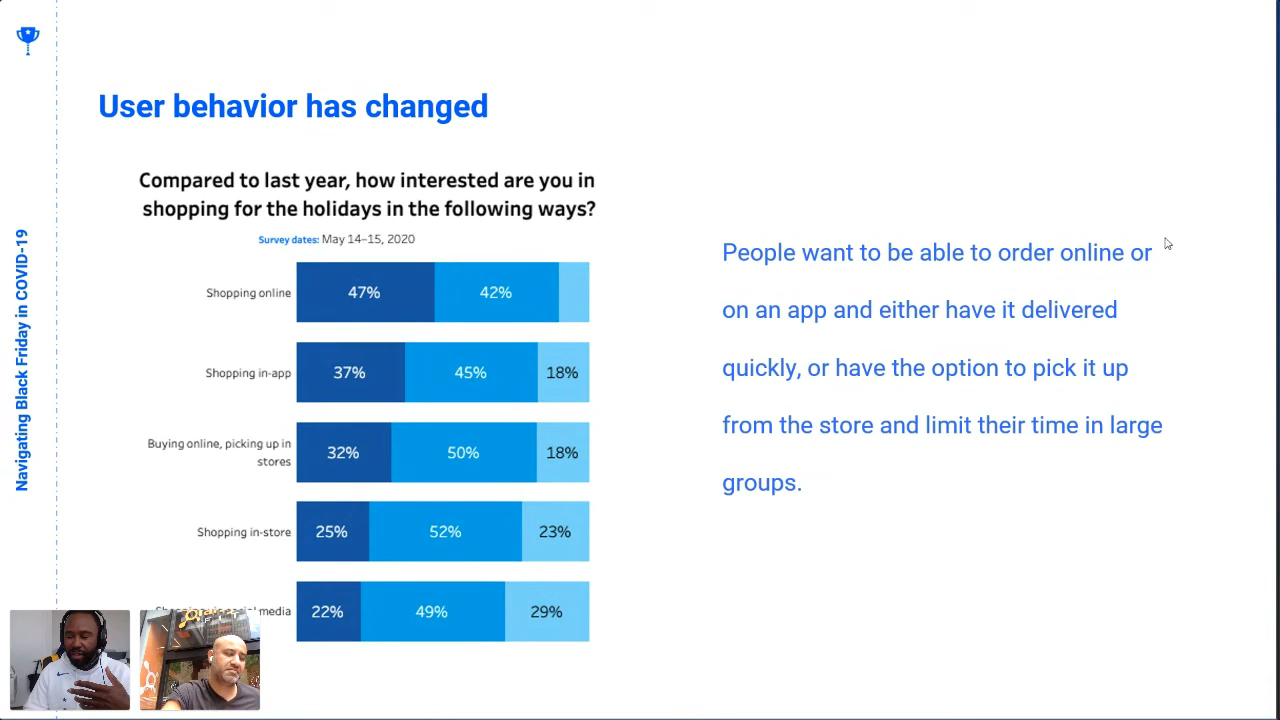 User behavior has changed
Navigating Black Friday in COVID-19
Compared to last year, how interested are you in
shopping for the holidays in the following ways?
Survey dates: May 14–15, 2020
Shopping online 47% 42%
Shopping in-app 37% 45% 18%
Buying online, picking up in
stores 32% 50% 18%
Shopping in-store 25% 52% 23%
media 22% 49% 29%
People want to be able to order online or
on an app and either have it delivered
quickly, or have the option to pick it up
from the store and limit their time in large
groups.